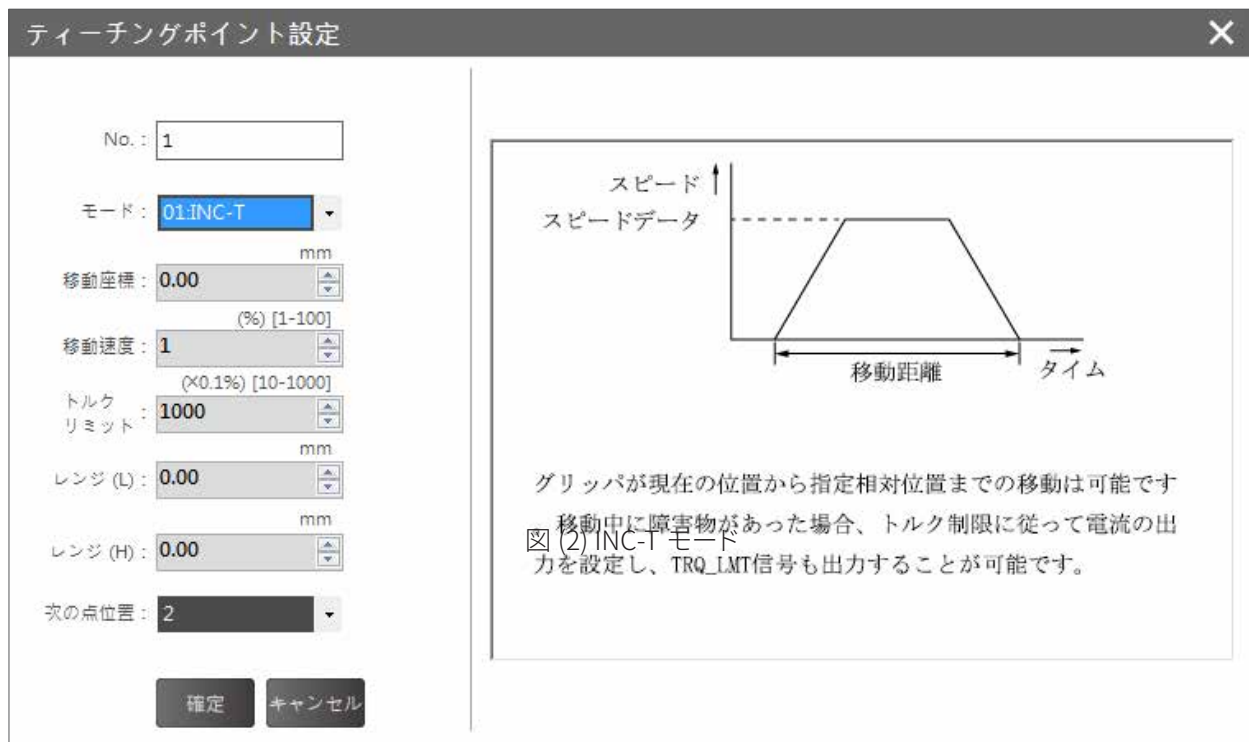 ティーチングポイント設定
No. : 1
モード : 01:INC-T
mm
移動座標 : 0.00
(%) [1-100]
移動速度 : 1
(×0.1%) [10-1000]
トルク
リミット : 1000
mm
レンジ (L) : 0.00
mm
レンジ (H) : 0.00
次の点位置 : 2
確定 キャンセル
スピード
スピードデータ
移動距離
タイム
グリッパが現在の位置から指定相対位置までの移動は可能です
移動中に障害物があった場合、トルク制限に従って電流の出
図 (2) INC-T モード
力を設定し、TRQ_LMT信号も出力することが可能です。